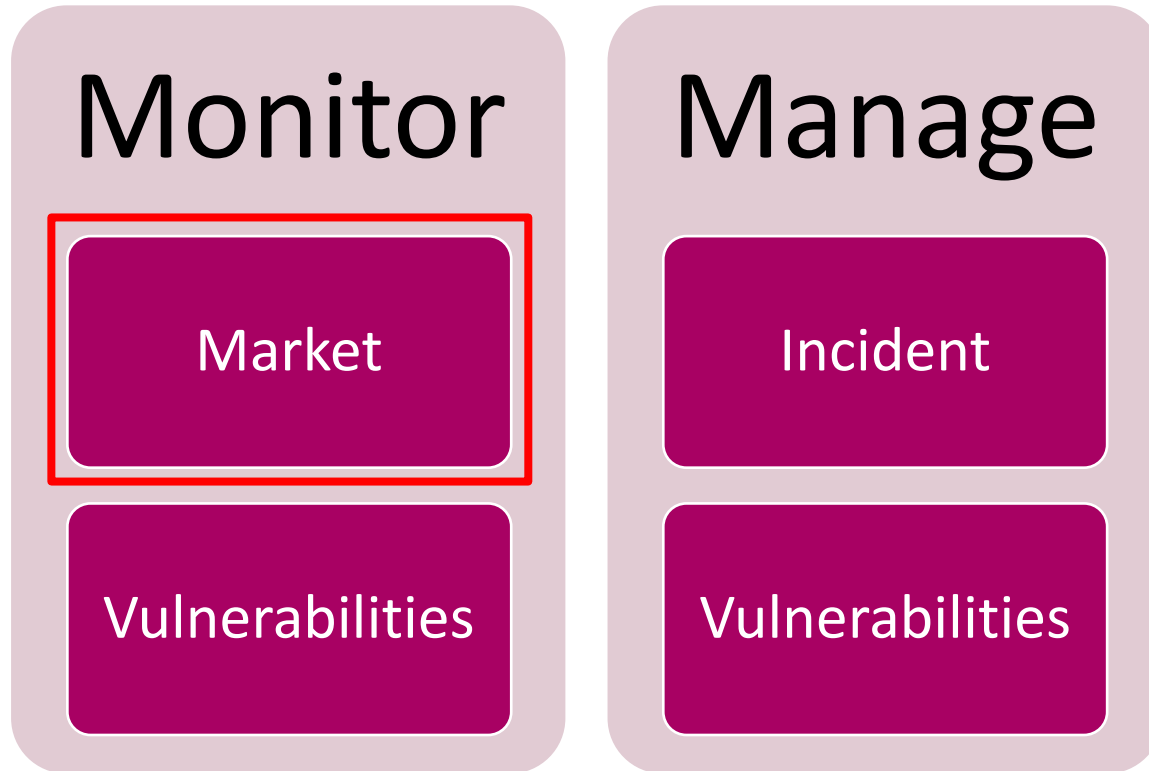 Monitor
Market
Vulnerabilities
Manage
Incident
Vulnerabilities